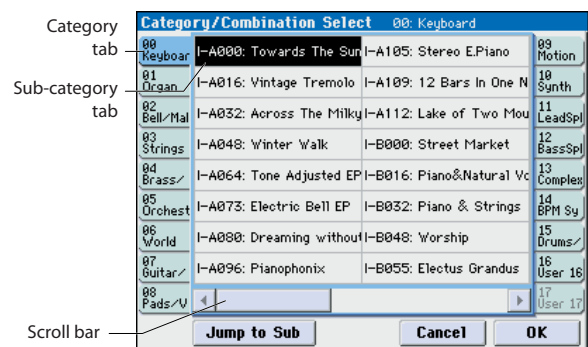 Category/Combination Select 00: Keyboard
Category
tab
Sub-category
tab
Scroll bar
00
Keyboar
01
Organ
02
Bell/Mal
03
Strings
04
Brass/
05
Orchest
06
World
07
Guitar/
08
Pads/V
I-A000: Towards The Sun
I-A016: Vintage Tremolo
I-A032: Across The Milky
I-A048: Winter Walk
I-A064: Tone Adjusted EP
I-A073: Electric Bell EP
I-A080: Dreaming without
I-A096: Pianophonix
I-A105: Stereo E.Piano
I-A109: 12 Bars In One N
I-A112: Lake of Two Mou
I-B000: Street Market
I-B016: Piano&Natural Vo
I-B032: Piano & Strings
I-B048: Worship
I-B055: Electus Grandus
09
Motion
10
Synth
11
LeadSpl
12
BassSpl
13
Complex
14
BPM Sy
15
Drums/
16
User 16
17
User 17
Jump to Sub
Cancel
OK